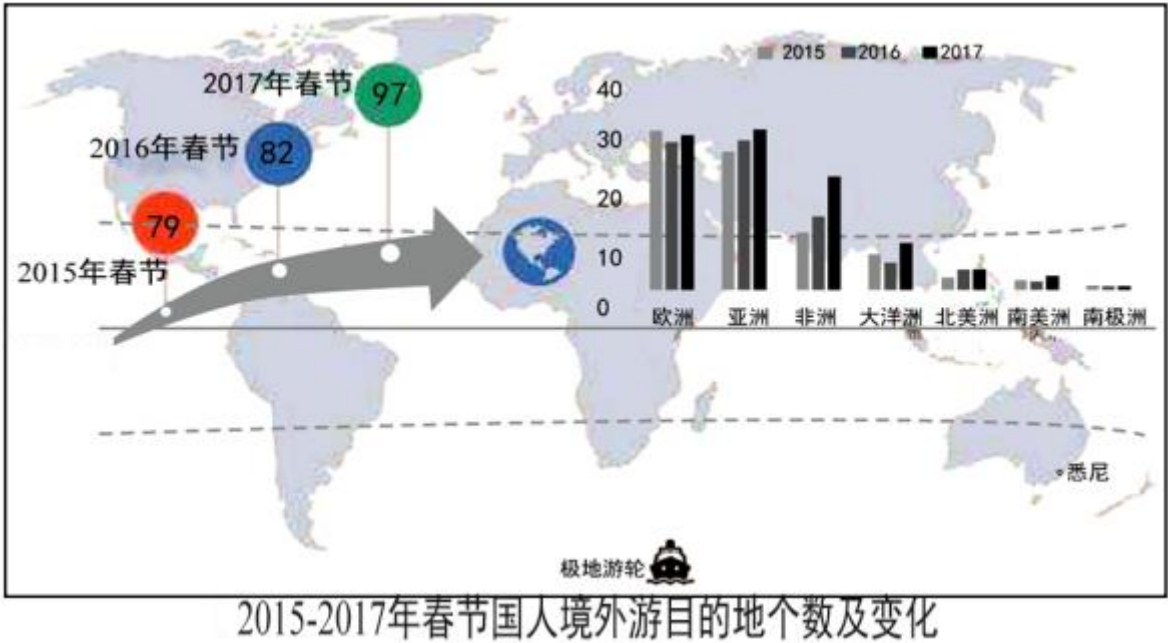 2015 2016 2017
2017年春节 97
2016年春节 82
79
2015年春节
40
30
20
10
0
欧洲 亚洲 非洲 大洋洲 北美洲 南美洲 南极洲
悉尼
极地游轮
2015-2017年春节国人境外游目的地个数及变化